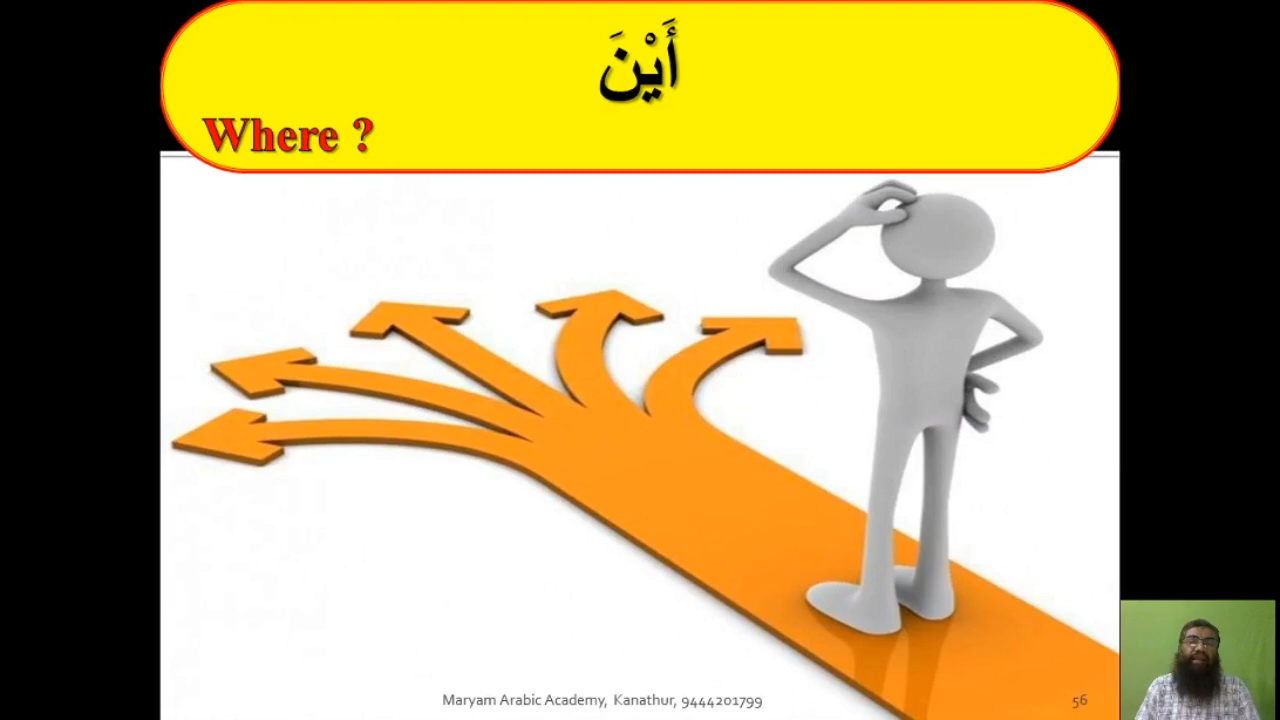 أَيْنَ
Where ?
Maryam Arabic Academy, Kanathur, 9444201799
56